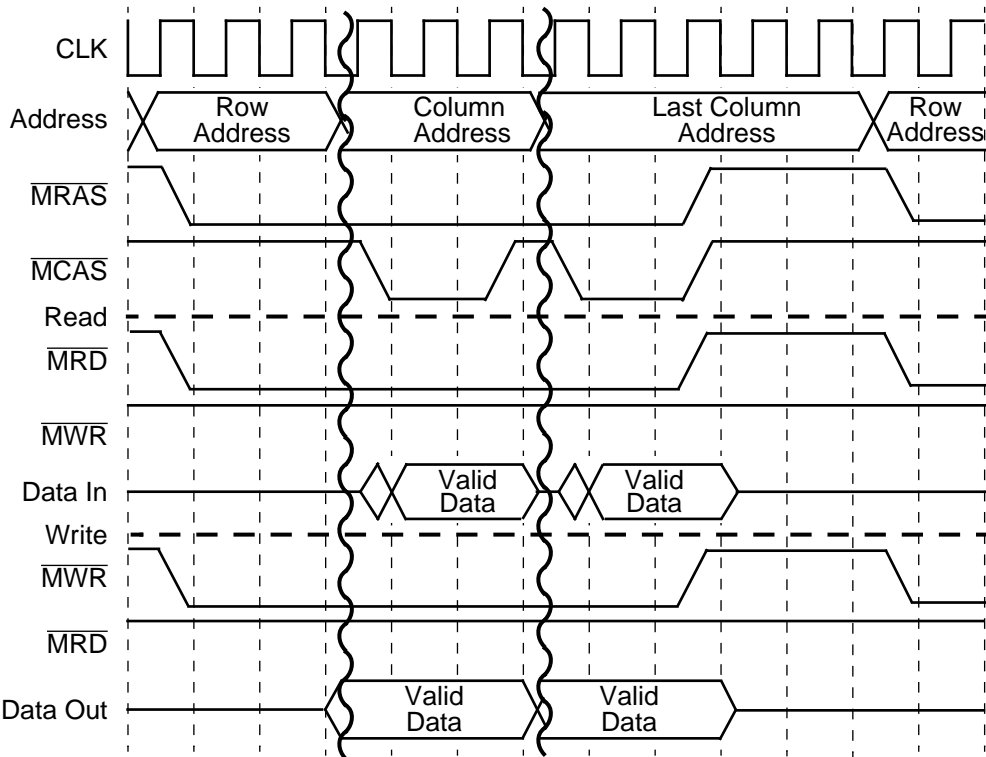 CLK
Address
Row
Address
Column
Address
Last Column
Address
Row
Address
MRAS
MCAS
Read
MRD
MWR
Data In
Valid
Data
Valid
Data
Write
MWR
MRD
Data Out
Valid
Data
Valid
Data